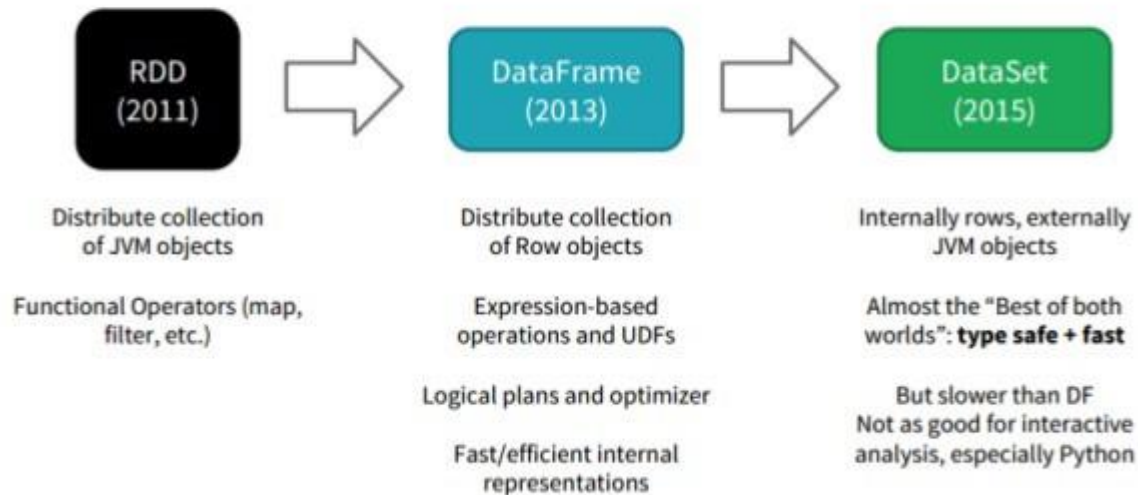 RDD
(2011)
DataFrame
(2013)
DataSet
(2015)
Distribute collection
of JVM objects
Functional Operators (map,
filter, etc.)
Distribute collection
of Row objects
Expression-based
operations and UDFs
Logical plans and optimizer
Fast/efficient internal
representations
Internally rows, externally
JVM objects
Almost the “Best of both
worlds”: type safe + fast
But slower than DF
Not as good for interactive
analysis, especially Python